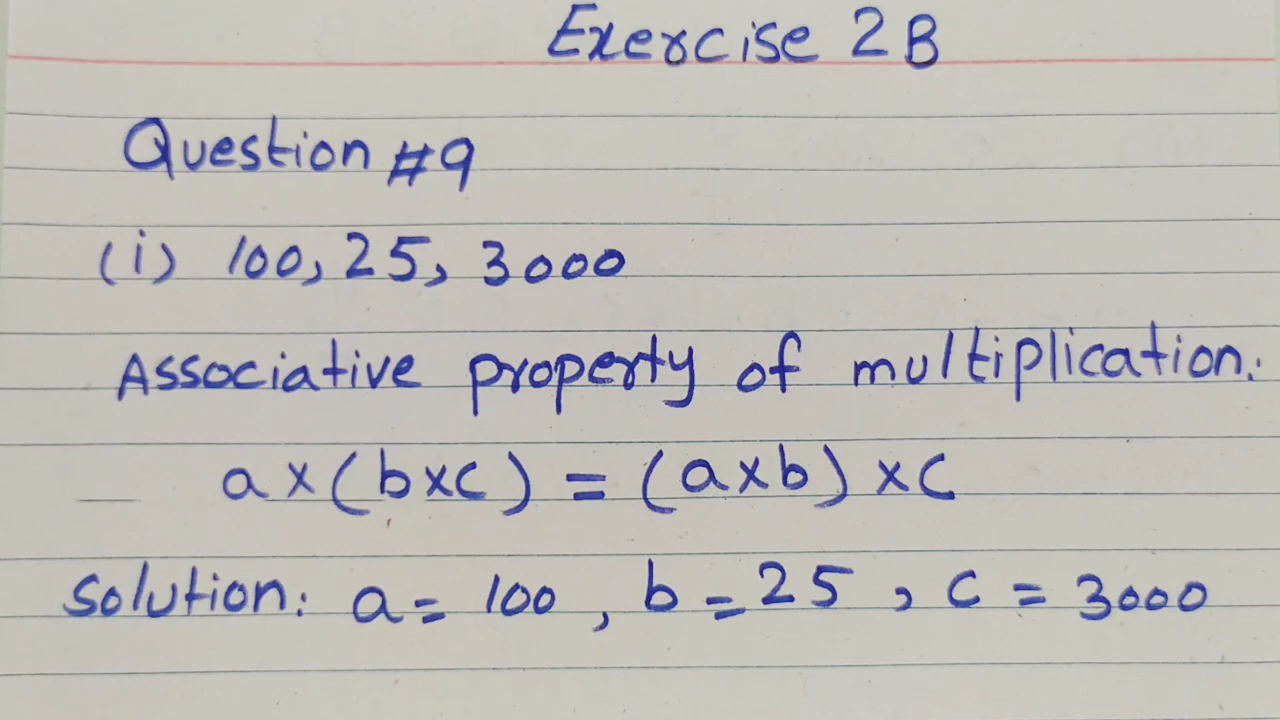 Exercise 2B
Question #9
(i) 100, 25, 3000
Associative property of multiplication:
a×(b×c) = (a×b)×c
Solution: a= 100, b=25, c = 3000